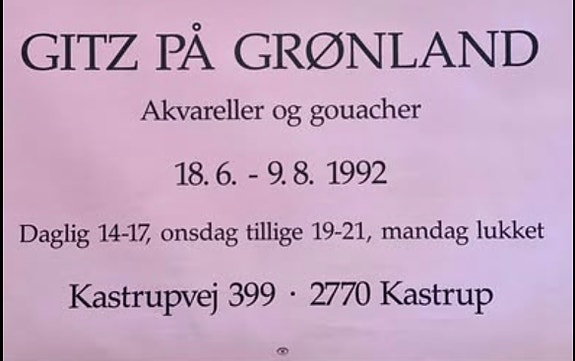 GITZ PÅ GRØNLAND
Akvareller og gouacher
18. 6. - 9. 8. 1992
Daglig 14-17, onsdag tillige 19-21, mandag lukket
Kastrupvej 399 · 2770 Kastrup